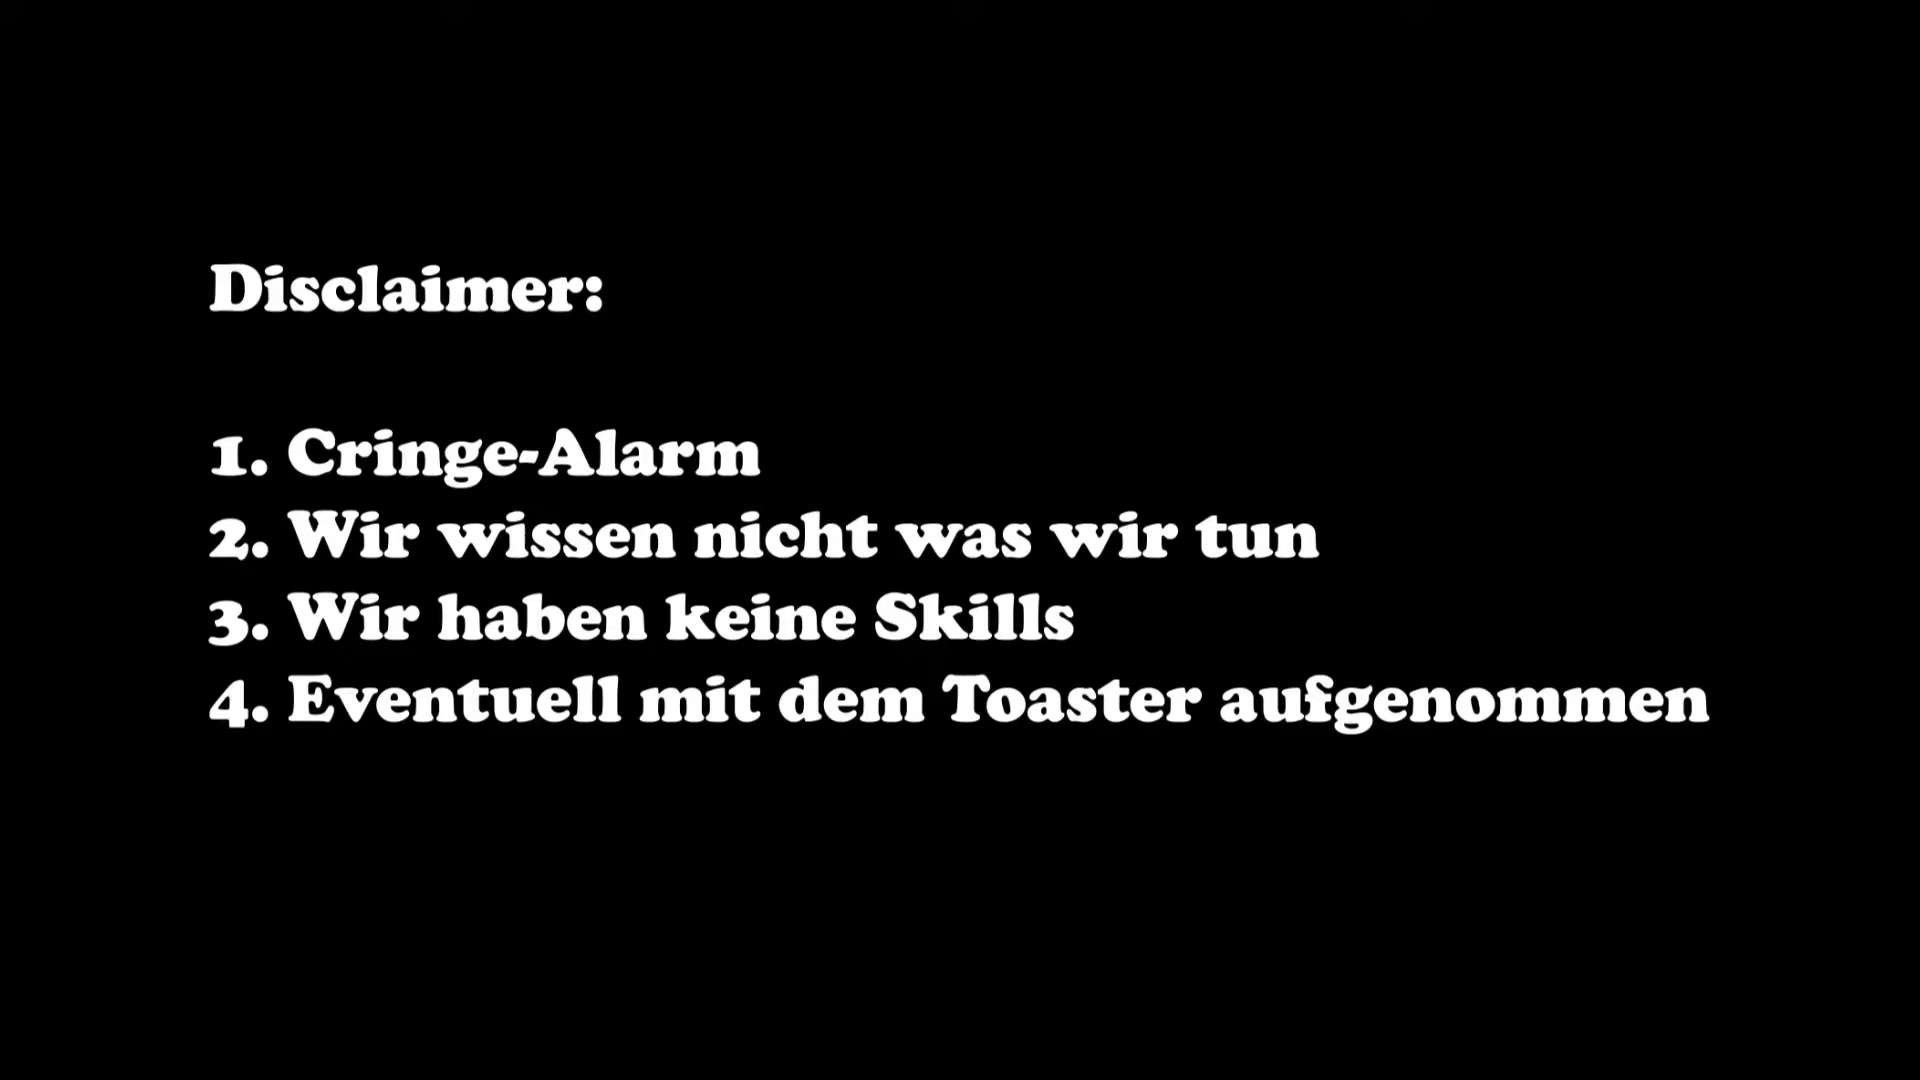 Disclaimer:
1. Cringe-Alarm
2. Wir wissen nicht was wir tun
3. Wir haben keine Skills
4. Eventuell mit dem Toaster aufgenommen